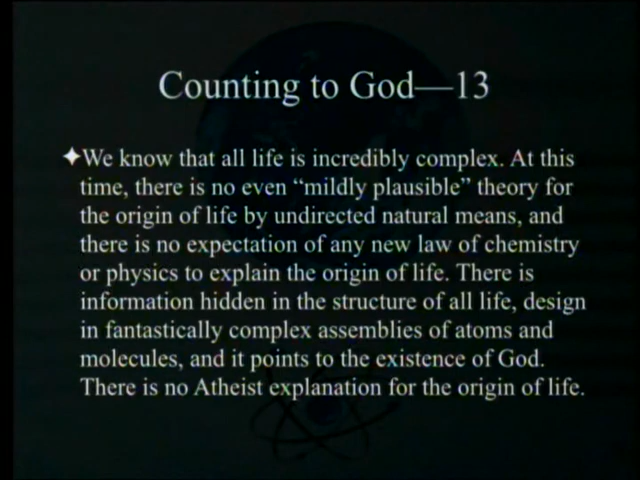 Counting to God—13
✦We know that all life is incredibly complex. At this
time, there is no even “mildly plausible” theory for
the origin of life by undirected natural means, and
there is no expectation of any new law of chemistry
or physics to explain the origin of life. There is
information hidden in the structure of all life, design
in fantastically complex assemblies of atoms and
molecules, and it points to the existence of God.
There is no Atheist explanation for the origin of life.